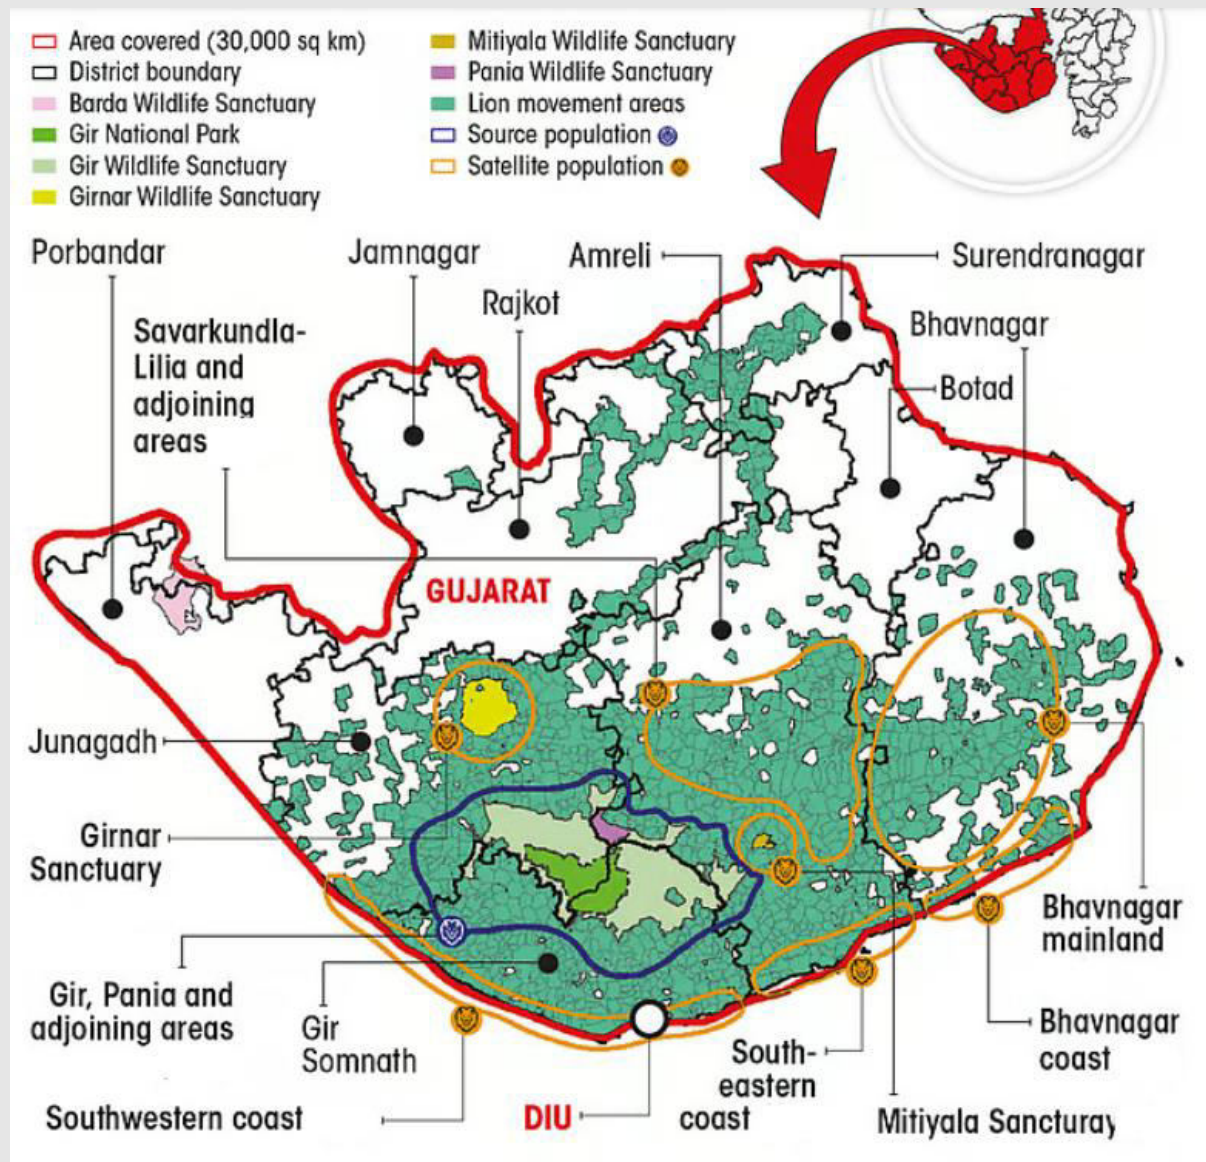 Area covered (30,000 sq km)
District boundary
Barda Wildlife Sanctuary
Gir National Park
Gir Wildlife Sanctuary
Girnar Wildlife Sanctuary
Mitiyala Wildlife Sanctuary
Pania Wildlife Sanctuary
Lion movement areas
Source population
Satellite population
Porbandar
Jamnagar
Amreli
Surendranagar
Rajkot
Savarkundla-
Lilia and
adjoining
areas
Bhavnagar
Botad
GUJARAT
Junagadh
Girnar
Sanctuary
Bhavnagar
mainland
Gir, Pania and
adjoining areas
Gir
Somnath
Bhavnagar
coast
South-
eastern
coast
Southwestern coast
DIU
Mitiyala Sancturay